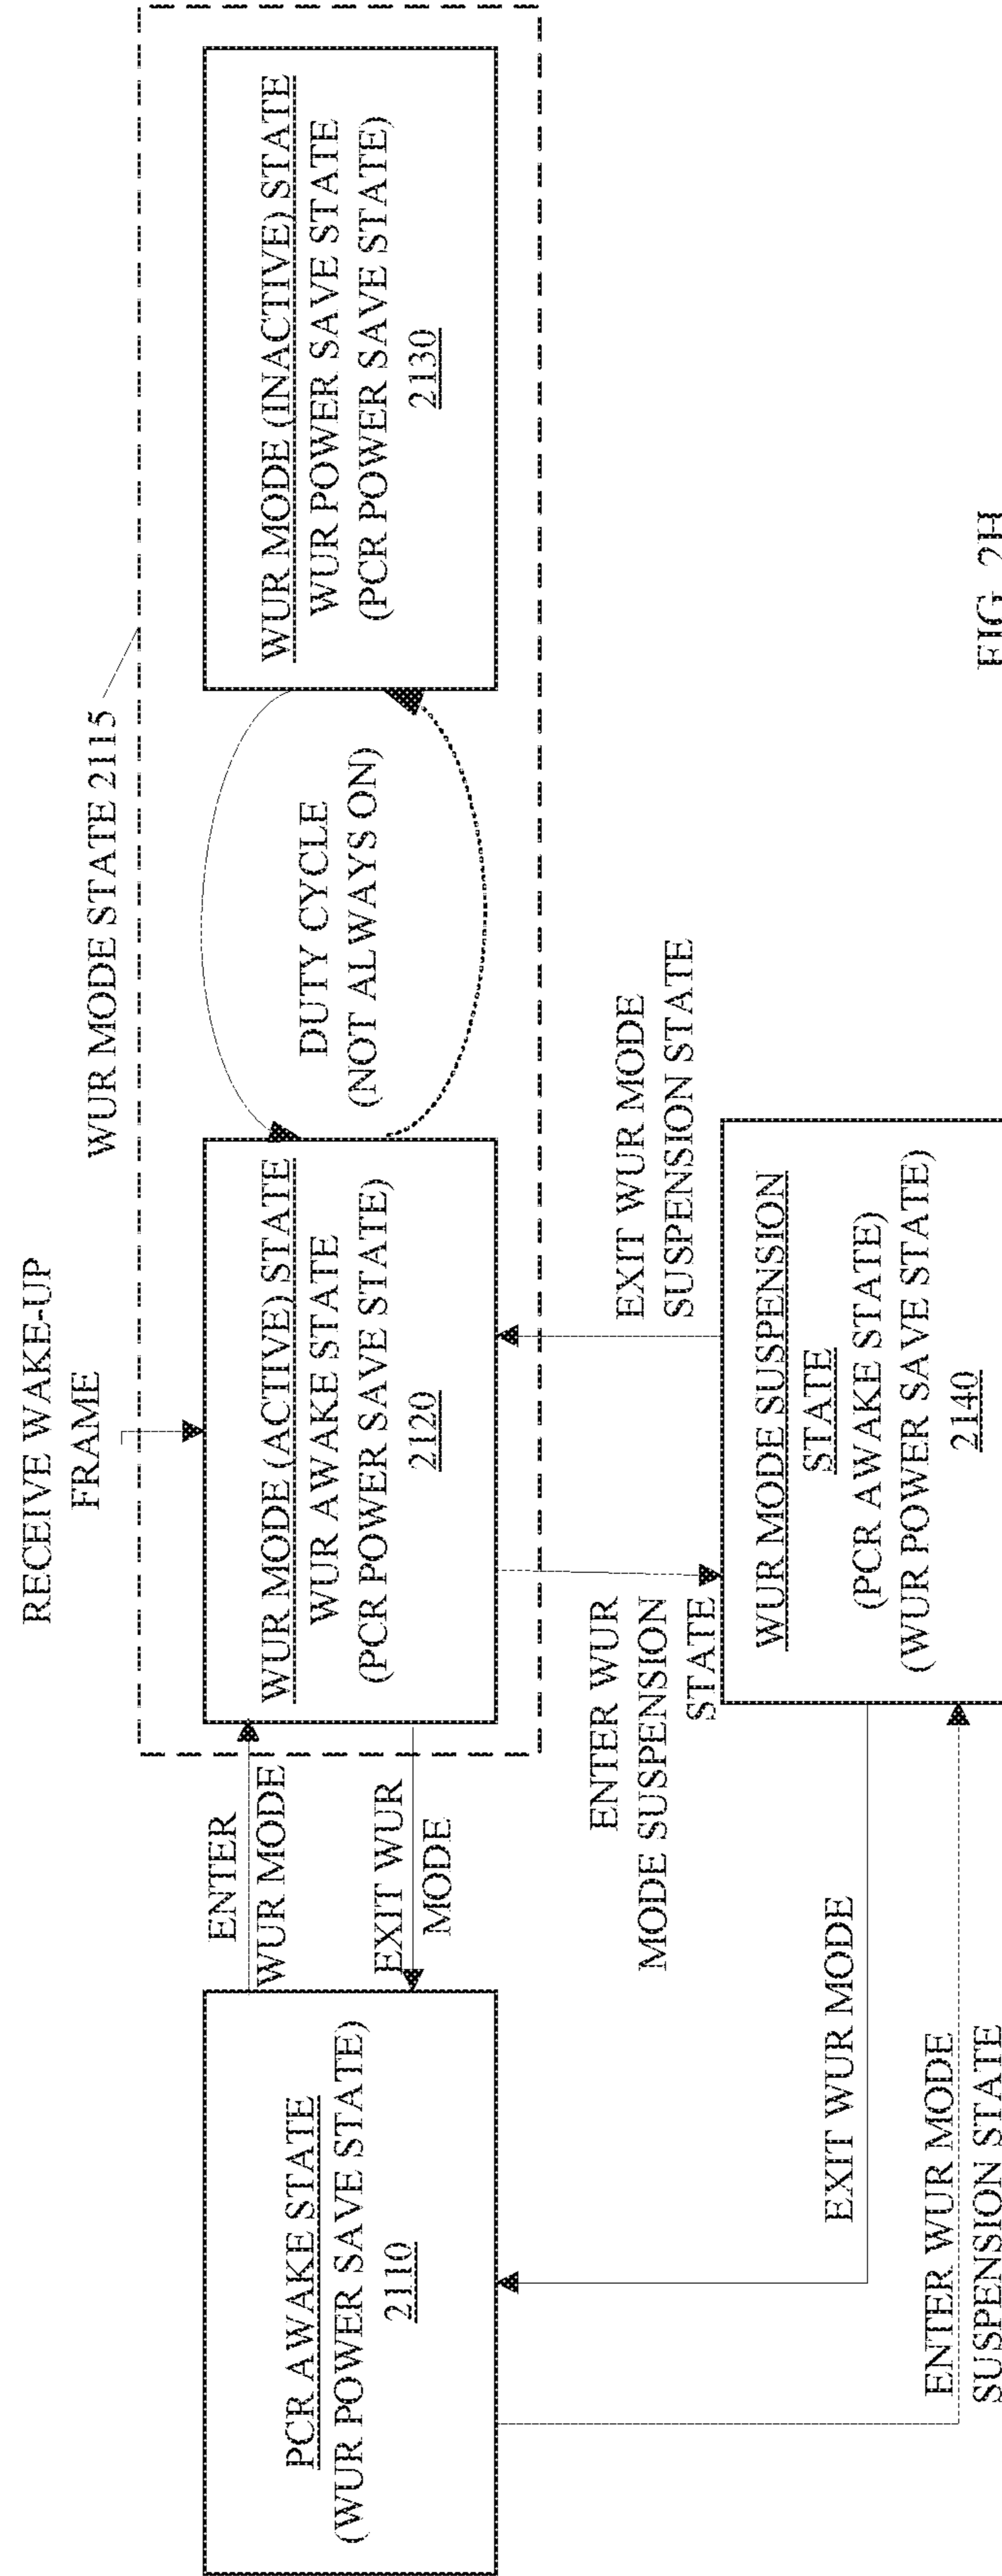 RECEIVE WAKE-UP
FRAME
WUR MODE STATE 2115
PCR AWAKE STATE
(WUR POWER SAVE STATE)
2110
ENTER
WUR MODE
EXIT WUR
MODE
WUR MODE (ACTIVE) STATE
WUR AWAKE STATE
(PCR POWER SAVE STATE)
2120
DUTY CYCLE
(NOT ALWAYS ON)
WUR MODE (INACTIVE) STATE
WUR POWER SAVE STATE
(PCR POWER SAVE STATE)
2130
ENTER WUR
MODE SUSPENSION
STATE
EXIT WUR MODE
SUSPENSION STATE
EXIT WUR MODE
ENTER WUR MODE
SUSPENSION STATE
WUR MODE SUSPENSION
STATE
(PCR AWAKE STATE)
(WUR POWER SAVE STATE)
2140
FIG. 2H